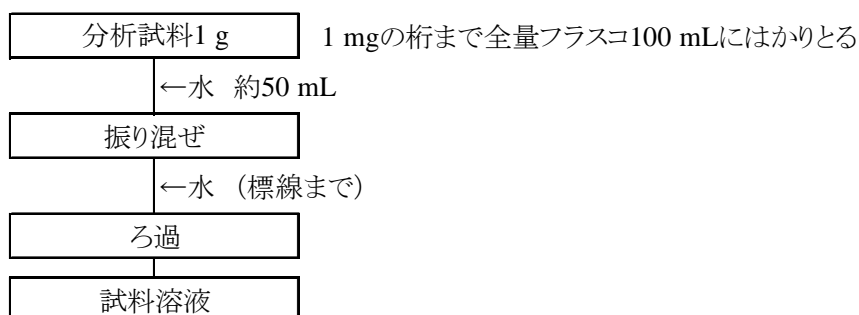 分析試料1 g　1 mgの桁まで全量フラスコ100 mLにはかりとる
←水　約50 mL
振り混ぜ
←水　（標線まで）
ろ過
試料溶液